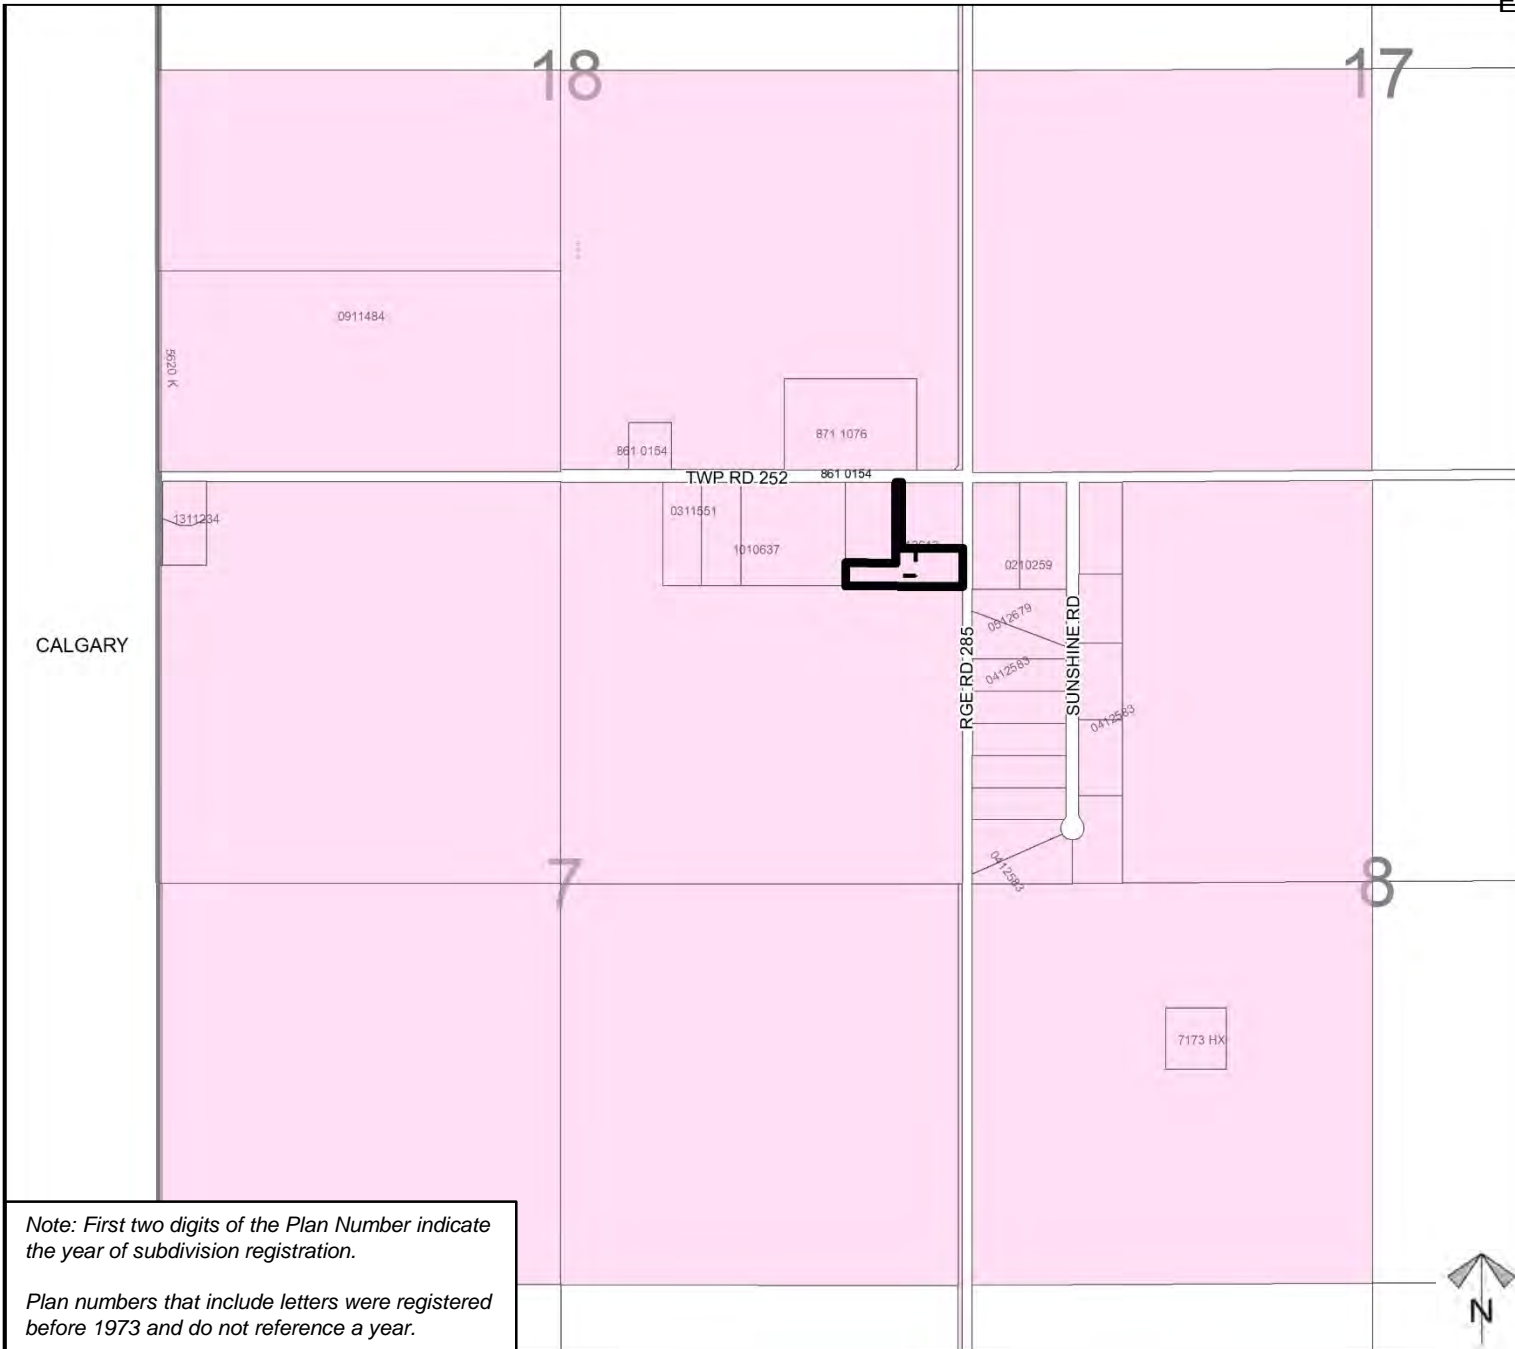 18
17
0911484
5620 K
871 1076
861 0154
TWP RD 252
861 0154
1311234
0311551
1010637
0210259
0512679
0412583
RGE RD 285
SUNSHINE RD
0412583
CALGARY
0412583
7
8
7173 HX
Note: First two digits of the Plan Number indicate
the year of subdivision registration.
Plan numbers that include letters were registered
before 1973 and do not reference a year.
N